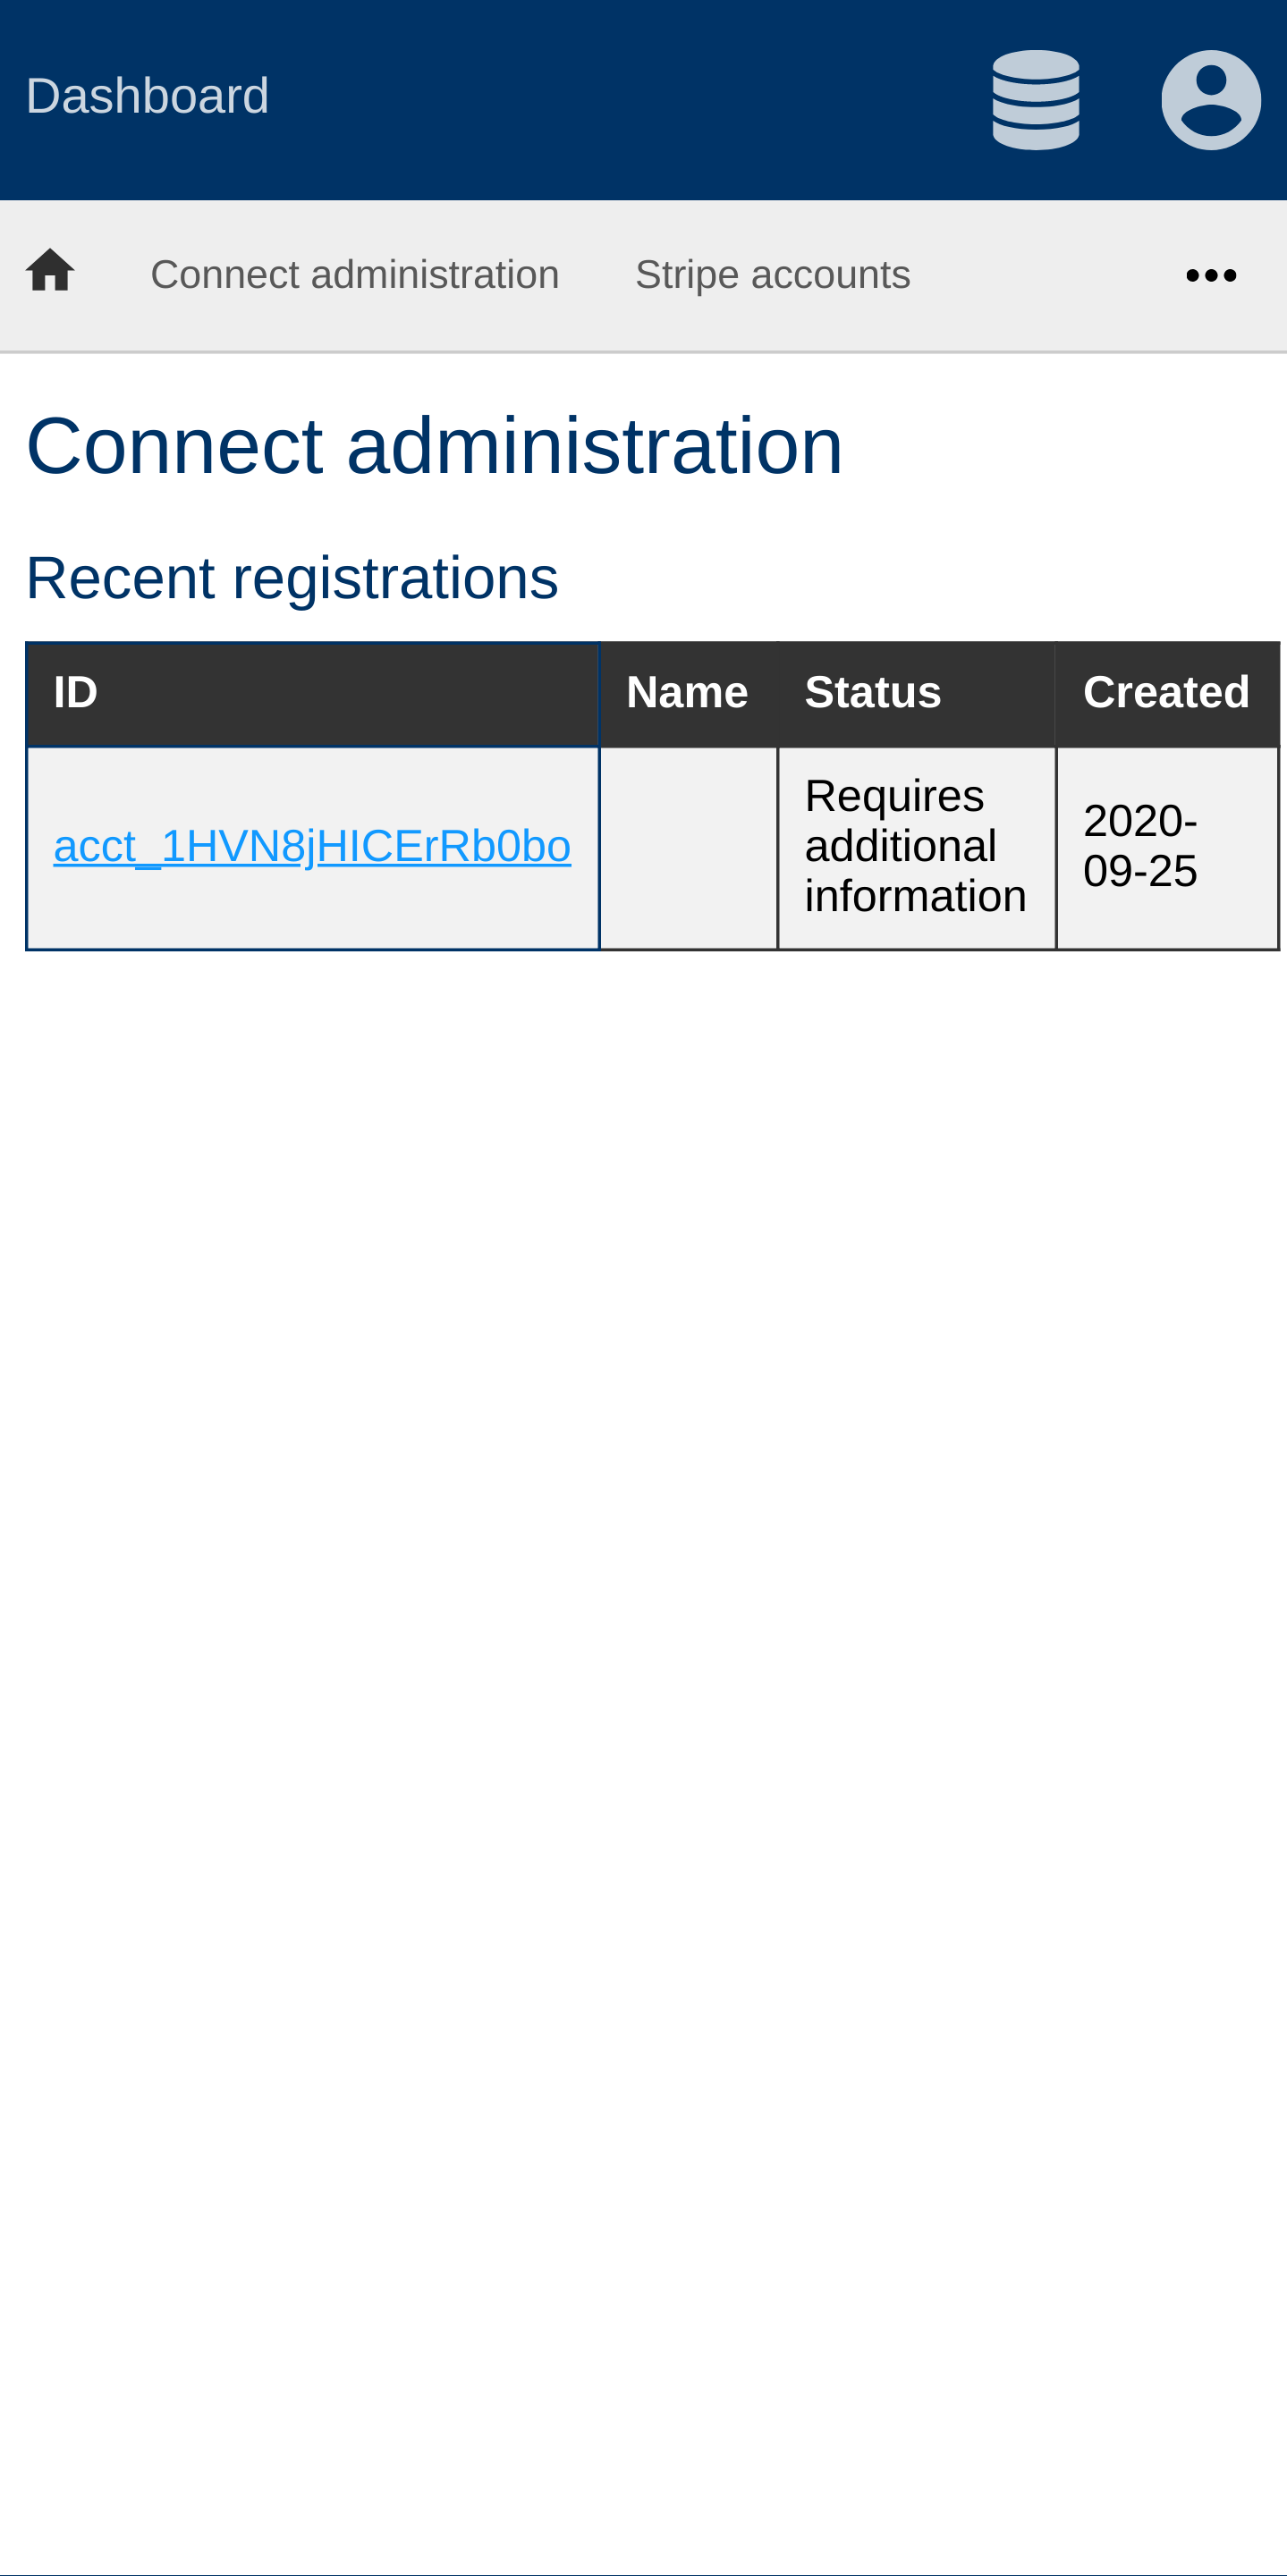 Dashboard
Connect administration Stripe accounts
Connect administration
Recent registrations
ID Name Status Created
acct_1HVN8jHICErRb0bo
Requires
additional
information
2020-
09-25